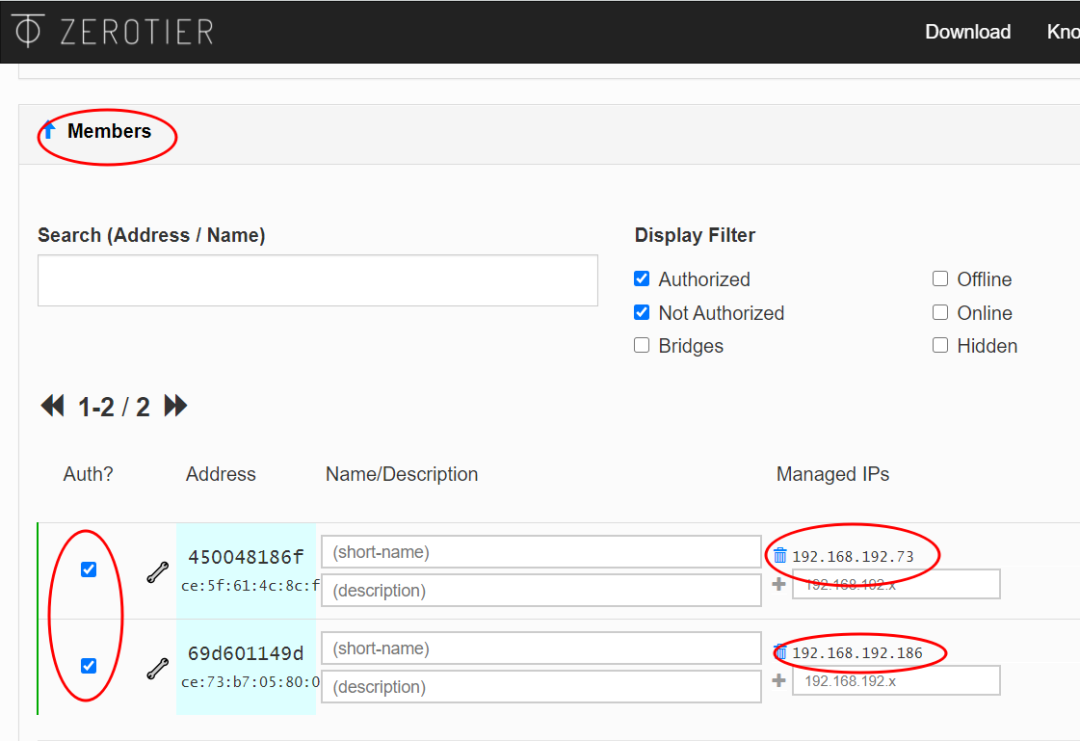 ZEROTIER Download Kno
Members
Search (Address / Name) Display Filter
Authorized Offline
Not Authorized Online
Bridges Hidden
1-2 / 2
Auth? Address Name/Description Managed IPs
450048186f (short-name) 192.168.192.73
ce:5f:61:4c:8c:f (description) 192.168.192.x
69d601149d (short-name) 192.168.192.186
ce:73:b7:05:80:0 (description) 192.168.192.x